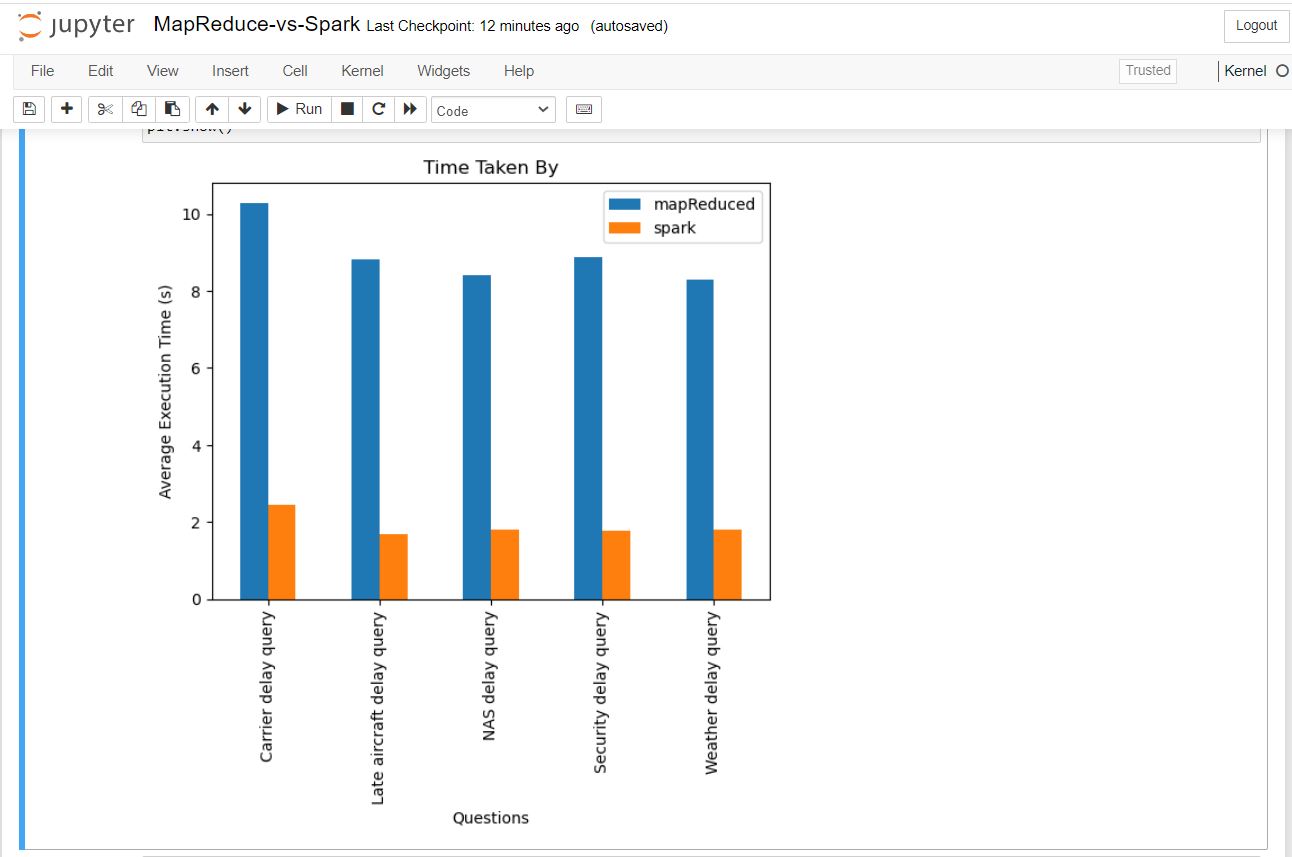 jupyter MapReduce-vs-Spark Last Checkpoint: 12 minutes ago (autosaved)
Logout
File Edit View Insert Cell Kernel Widgets Help
Trusted
Kernel
Run
Code
plt.show()
Time Taken By
mapReduced
spark
10
8
6
4
2
0
Average Execution Time (s)
Carrier delay query
Late aircraft delay query
NAS delay query
Security delay query
Weather delay query
Questions